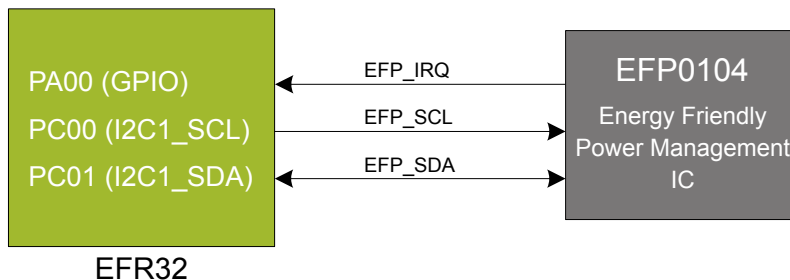 PA00 (GPIO)
PC00 (I2C1_SCL)
PC01 (I2C1_SDA)
EFR32
EFP_IRQ
EFP_SCL
EFP_SDA
EFP0104
Energy Friendly
Power Management
IC